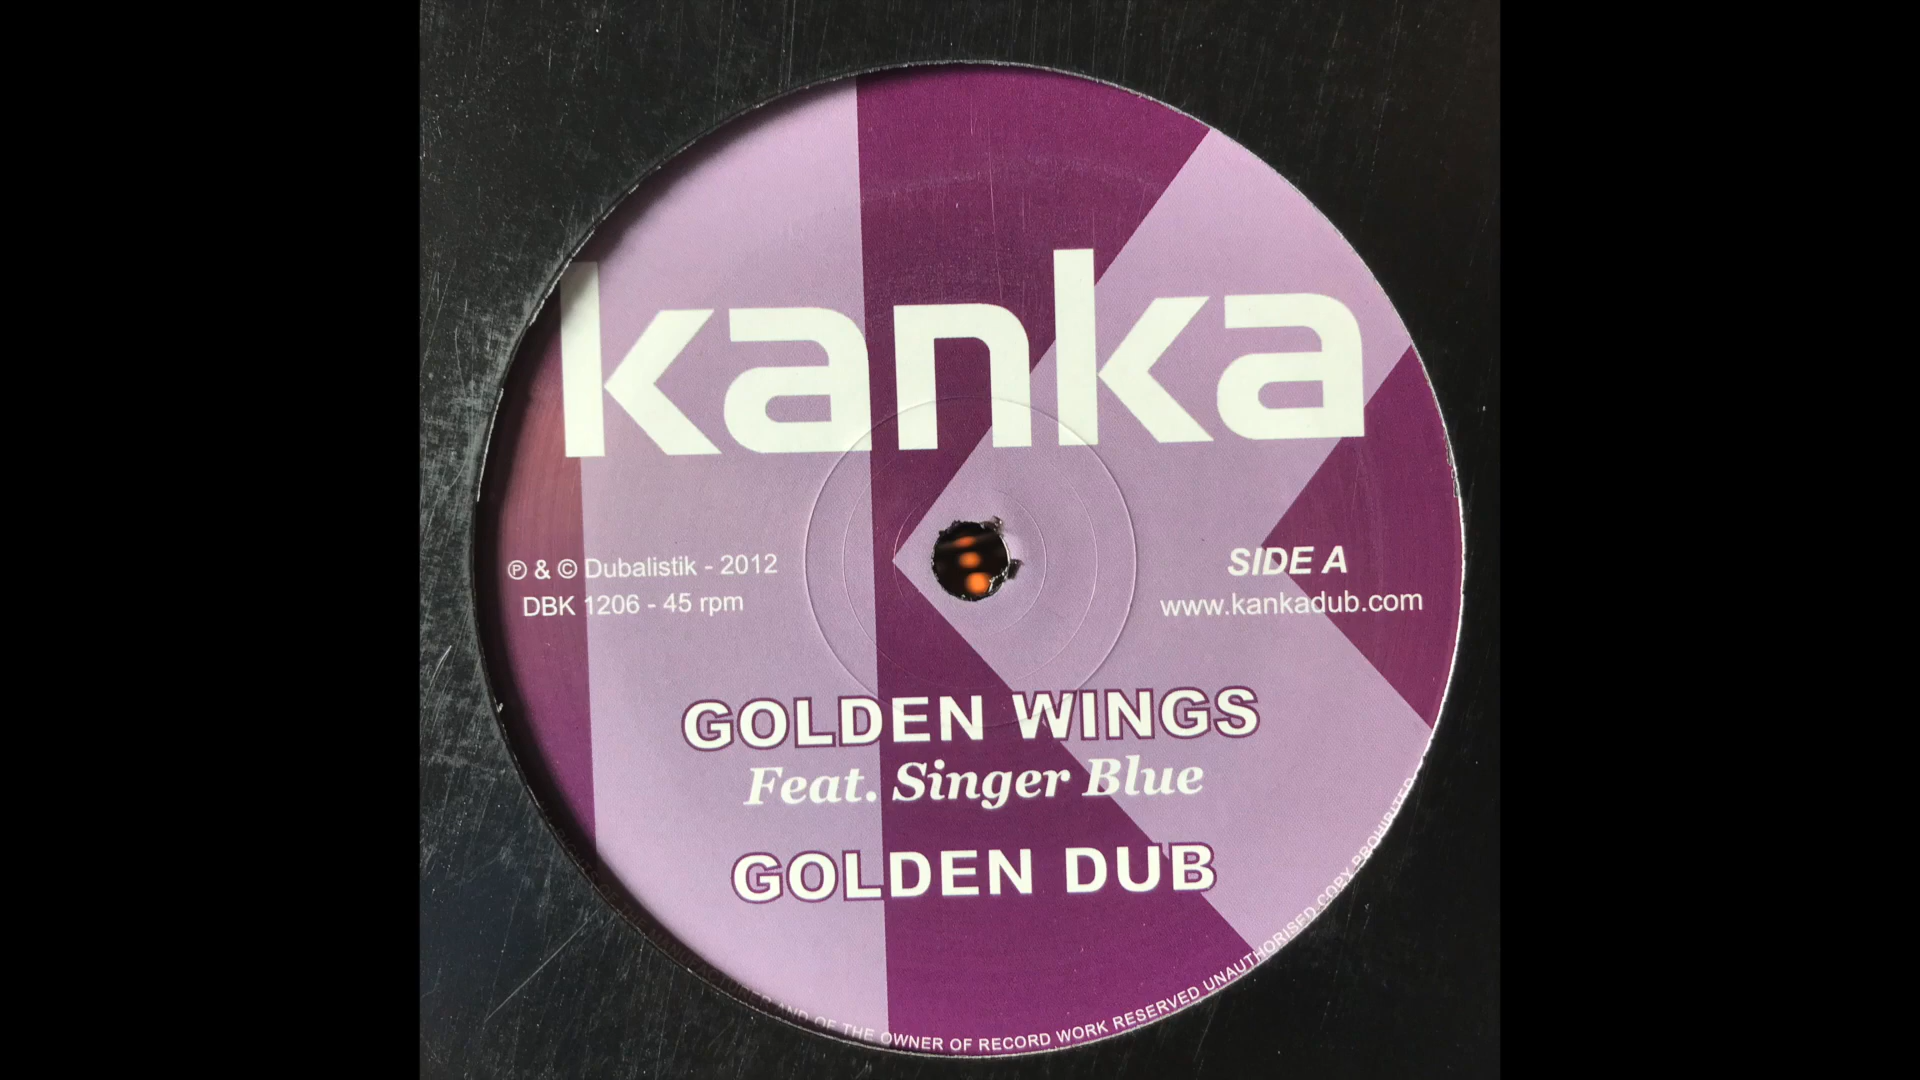 kanka
℗ & © Dubalistik - 2012
DBK 1206 - 45 rpm
SIDE A
www.kankadub.com
GOLDEN WINGS
Feat. Singer Blue
GOLDEN DUB
AND OF THE OWNER OF RECORD WORK RESERVED UNAUTHORISED COPY PROHIBITED